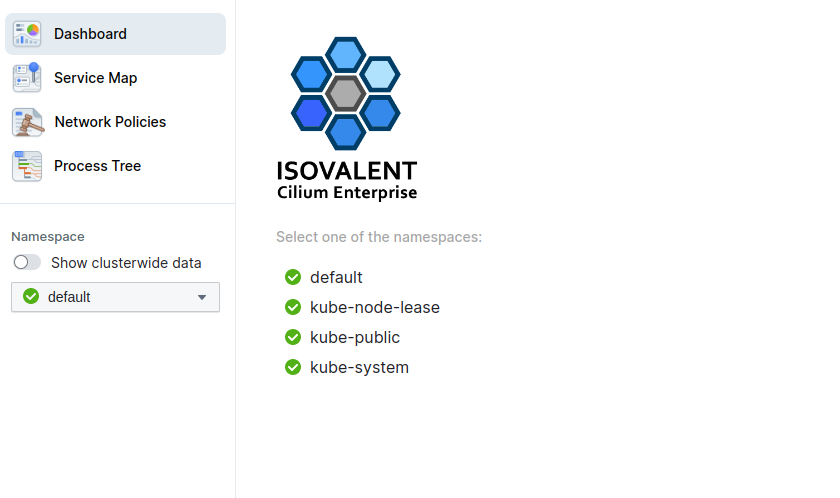 Dashboard
Service Map
Network Policies
Process Tree
Namespace
Show clusterwide data
default
ISOVALENT
Cilium Enterprise
Select one of the namespaces:
default
kube-node-lease
kube-public
kube-system